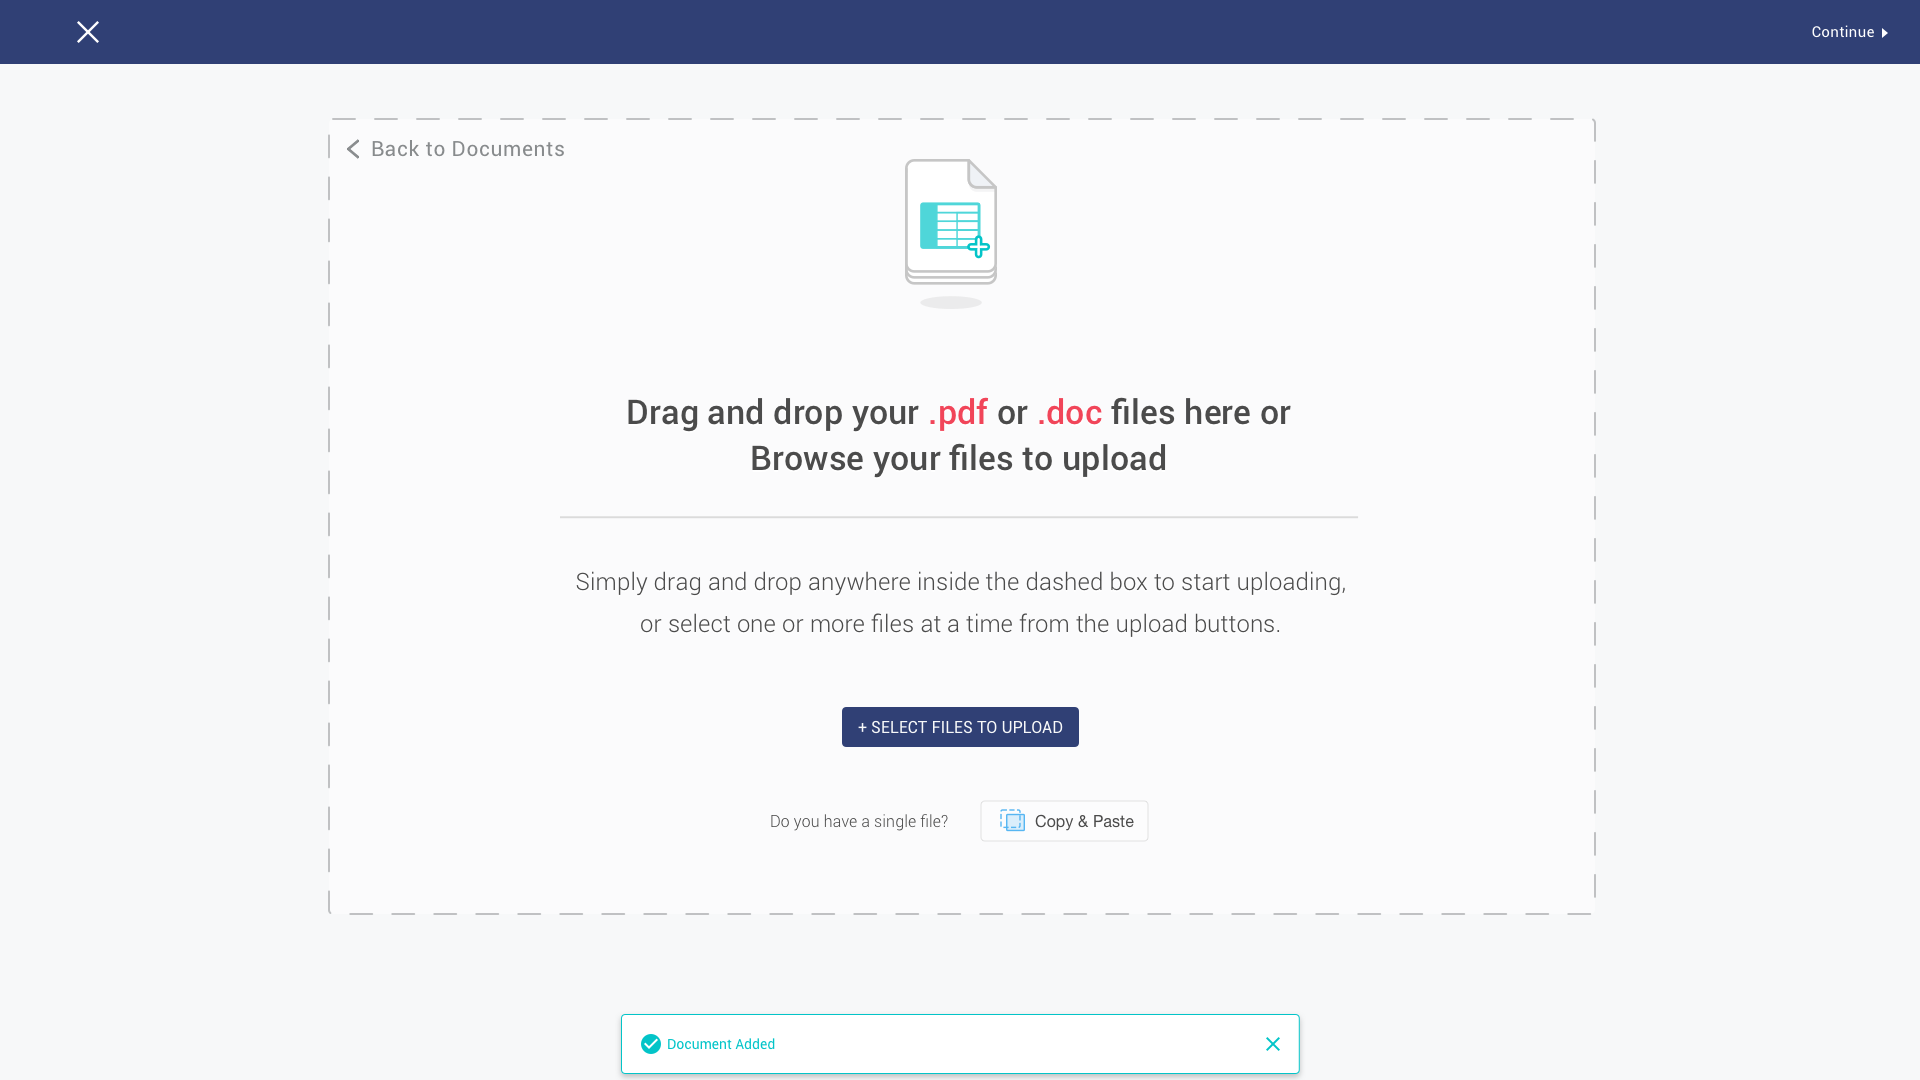 Continue
Back to Documents
Drag and drop your .pdf or .doc files here or
Browse your files to upload
Simply drag and drop anywhere inside the dashed box to start uploading,
or select one or more files at a time from the upload buttons.
+ SELECT FILES TO UPLOAD
Do you have a single file?
Copy & Paste
Document Added